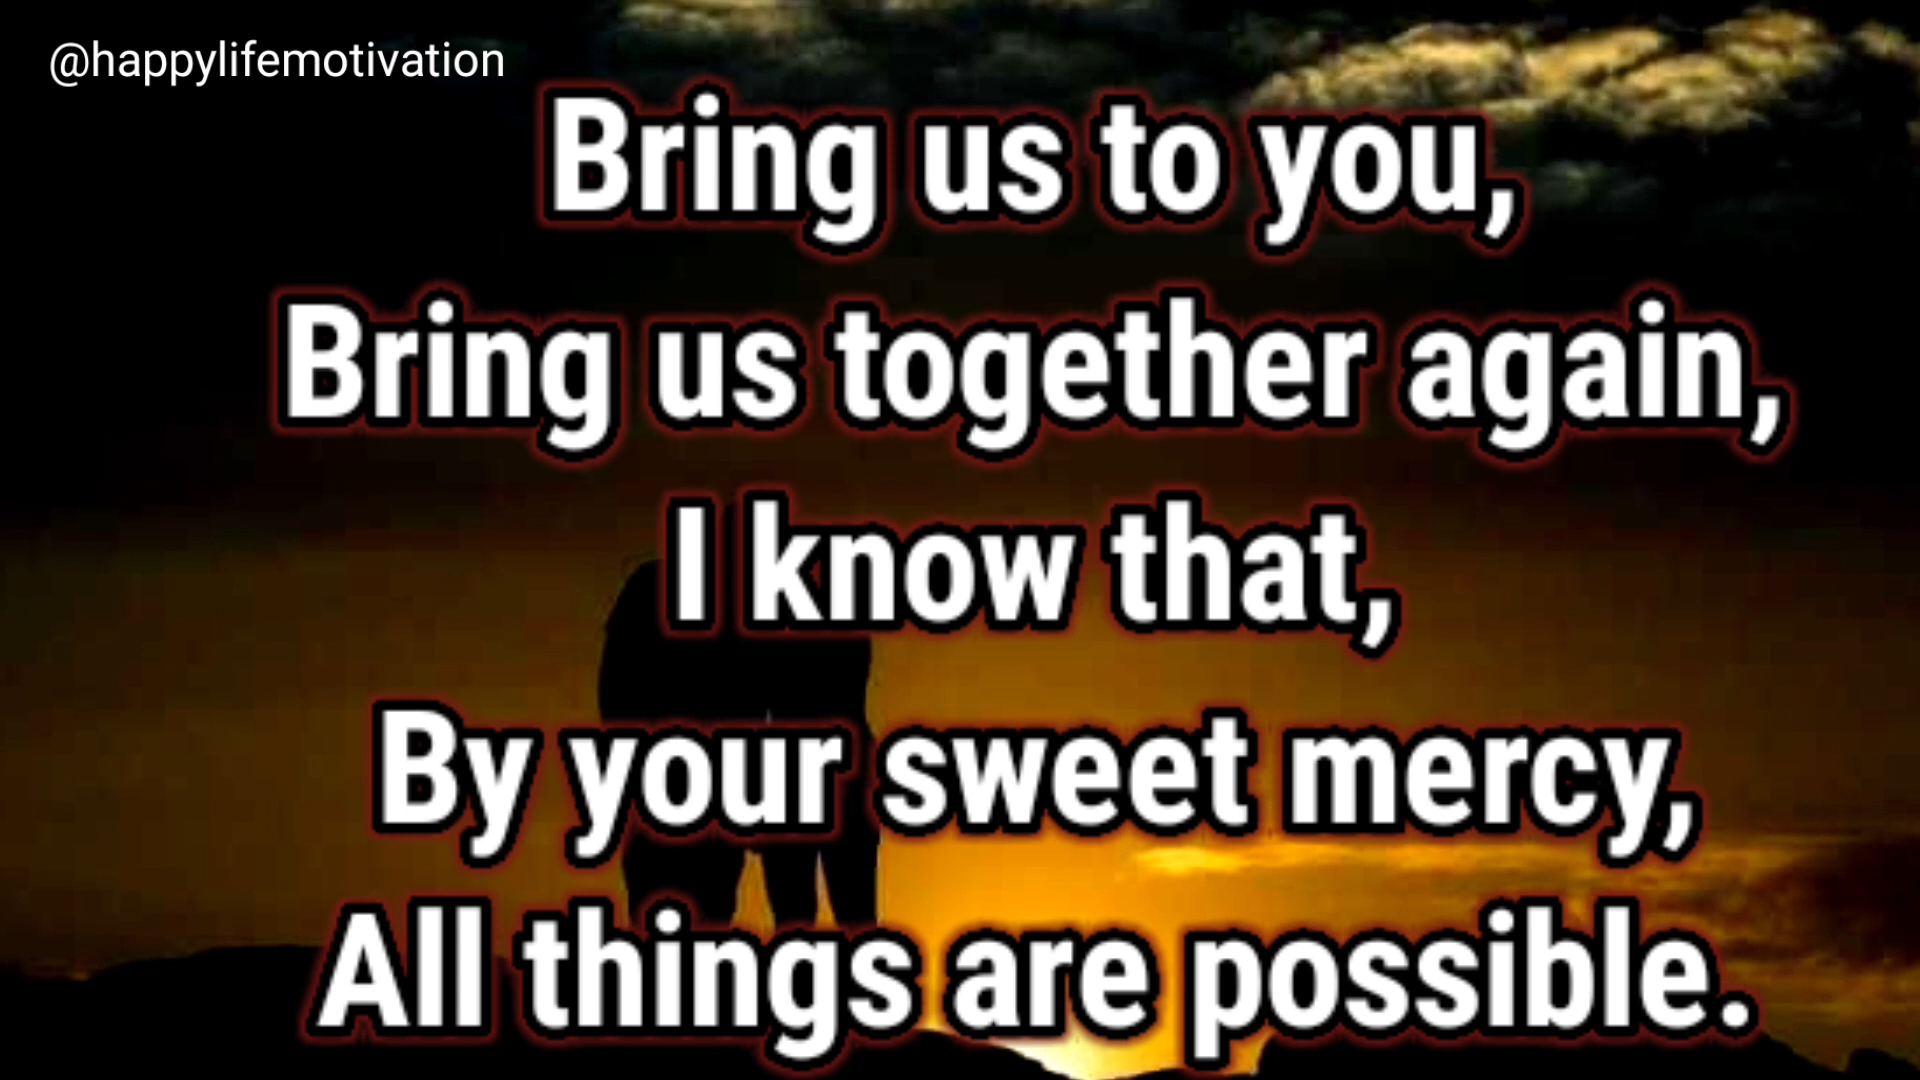 @happylifemotivation
Bring us to you,
Bring us together again,
I know that,
By your sweet mercy,
All things are possible.